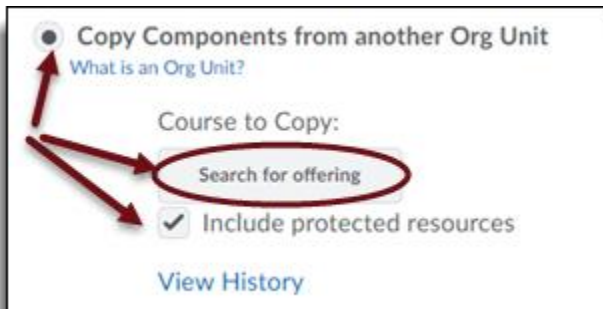 Copy Components from another Org Unit
What is an Org Unit?
Course to Copy:
Search for offering
Include protected resources
View History